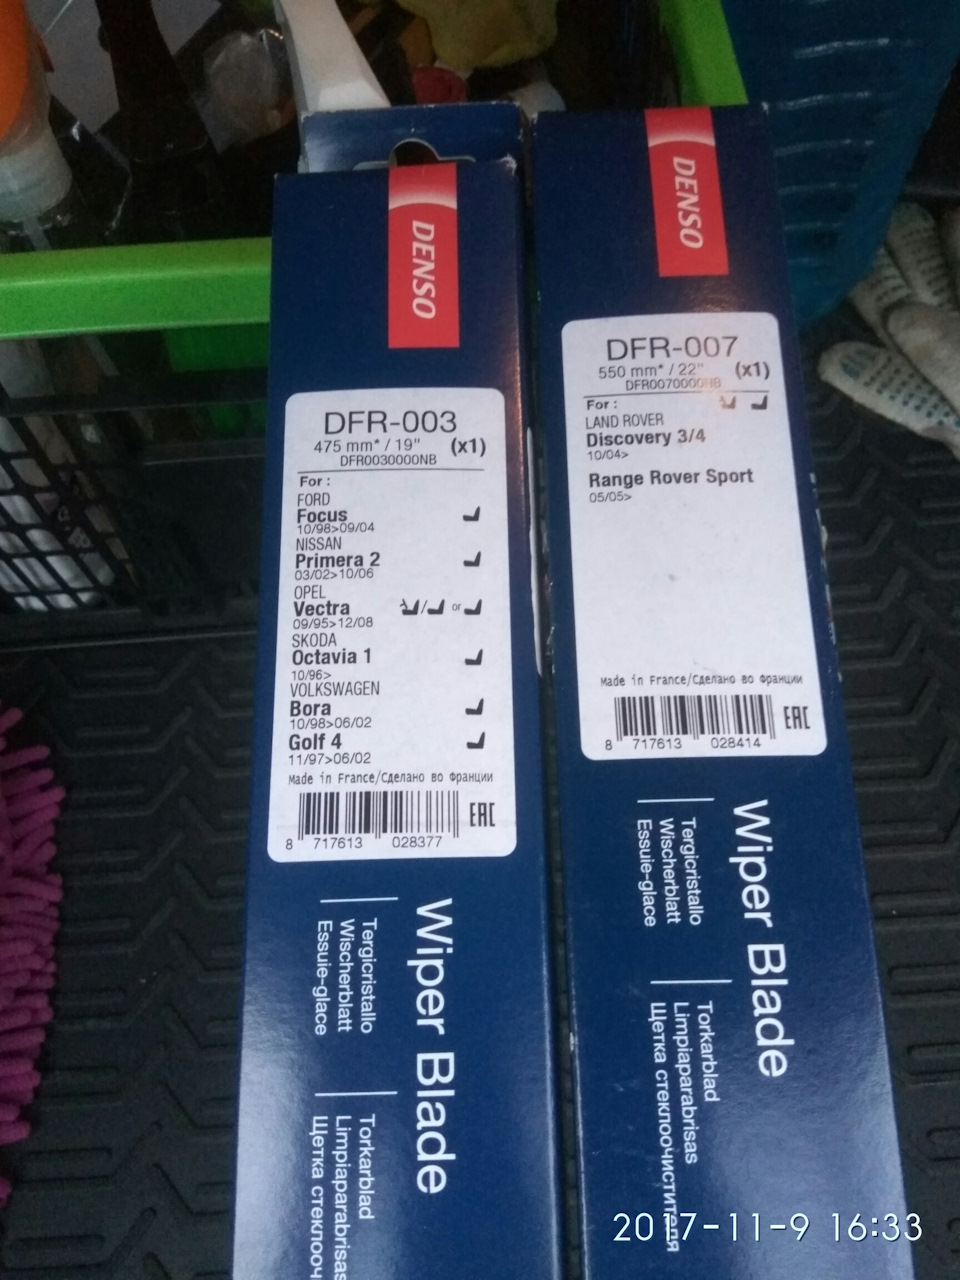 DENSO
DFR-003
475 mm* / 19" (x1)
DFR0030000NB
For :
FORD
Focus
10/98>09/04
NISSAN
Primera 2
03/02>10/06
OPEL
Vectra / or
09/95>12/08
SKODA
Octavia 1
10/96>
VOLKSWAGEN
Bora
10/98>06/02
Golf 4
11/97>06/02
Made in France/Сделано во Франции
8 717613 028377
EAC
Wiper Blade
Tergicristallo
Wischerblatt
Essuie-glace
Torkarblad
Limpiaparabrisas
Щетка стеклооч
DENSO
DFR-007
550 mm* / 22" (x1)
DFR0070000NB
For :
LAND ROVER
Discovery 3/4
10/04>
Range Rover Sport
05/05>
Made in France/Сделано во Франции
8 717613 028414
EAC
Wiper Blade
Tergicristallo
Wischerblatt
Essuie-glace
Torkarblad
Limpiaparabrisas
Щетка стеклоочистителя
2017-11-9 16:33